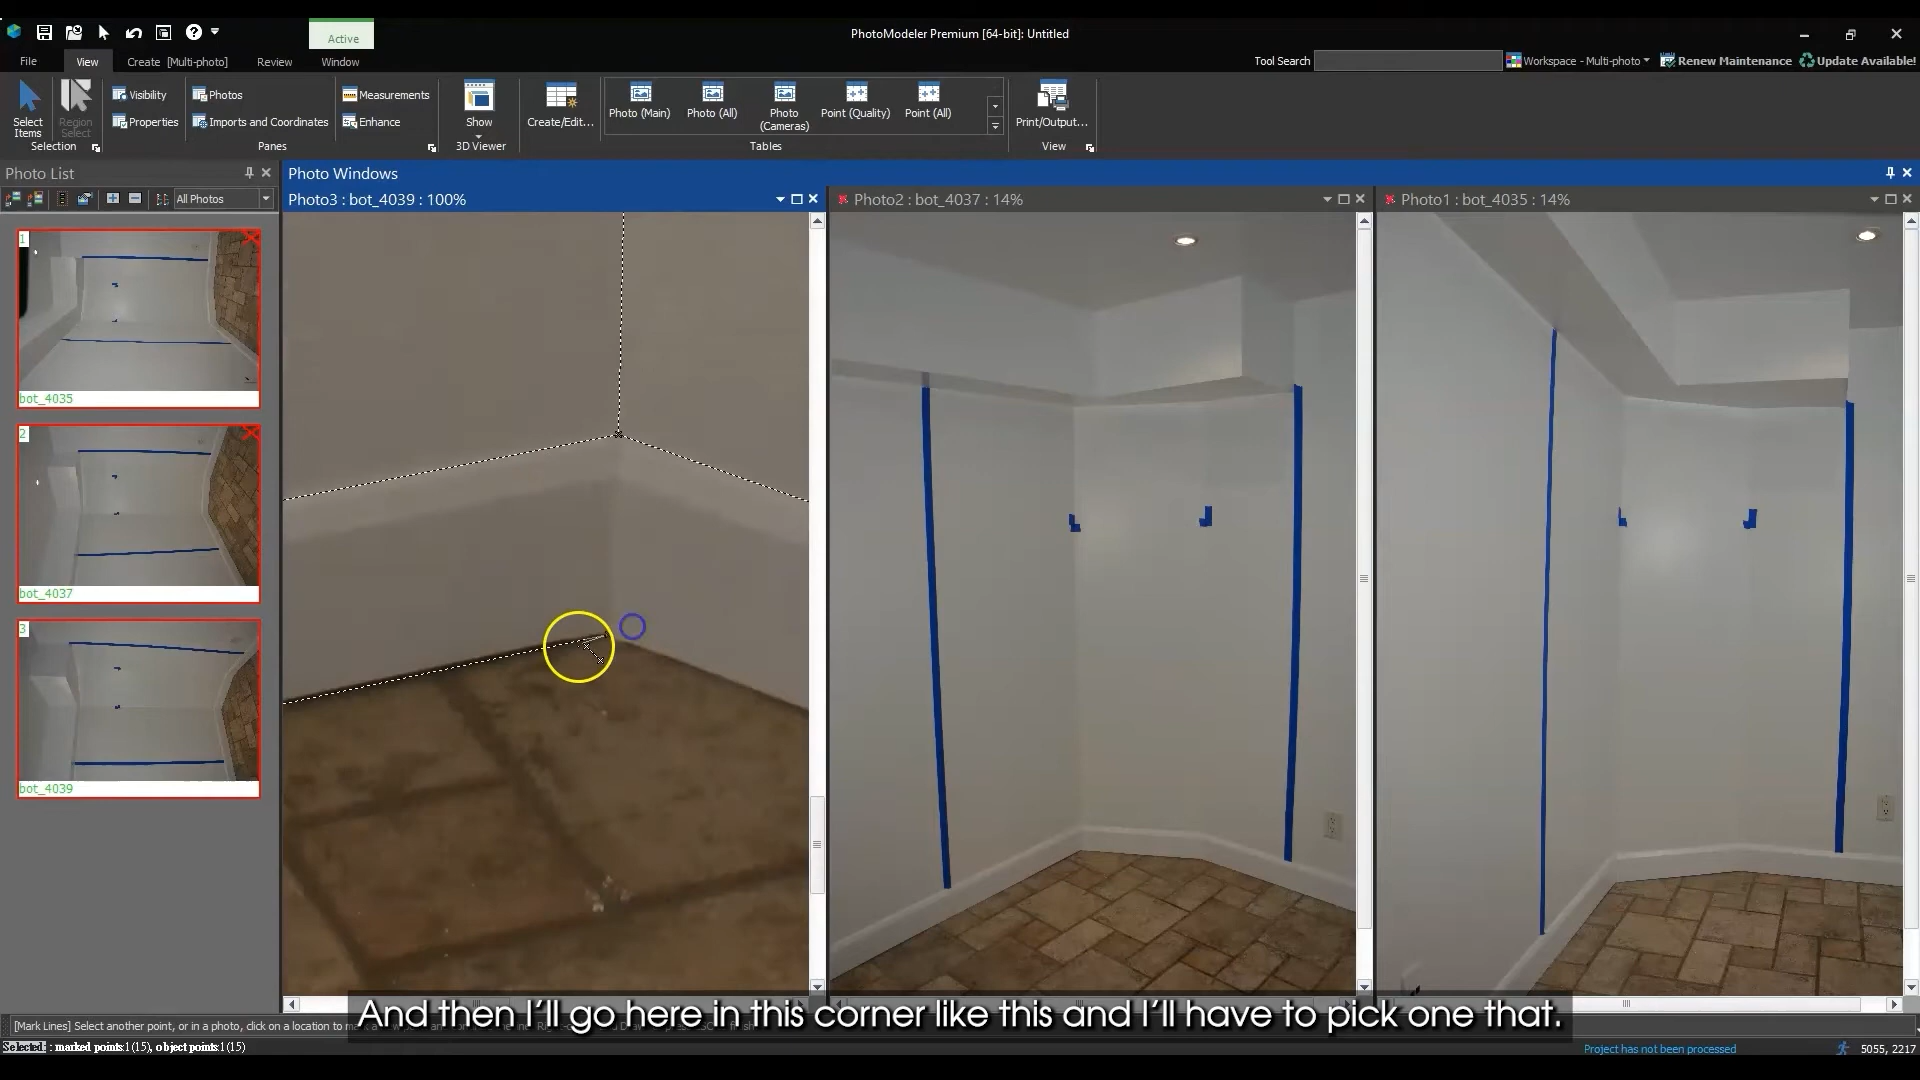 Active
PhotoModeler Premium [64-bit]: Untitled
File
View
Create [Multi-photo]
Review
Window
Tool Search
Workspace - Multi-photo
Renew Maintenance
Update Available!
Select Items
Region Select
Selection
Visibility
Properties
Photos
Imports and Coordinates
Measurements
Enhance
Panes
Show
3D Viewer
Create/Edit...
Photo (Main)
Photo (All)
Photo (Cameras)
Point (Quality)
Point (All)
Tables
Print/Output...
View
Photo List
All Photos
Photo Windows
Photo3 : bot_4039 : 100%
Photo2 : bot_4037 : 14%
Photo1 : bot_4035 : 14%
1
bot_4035
2
bot_4037
3
bot_4039
And then I'll go here in this corner like this and I'll have to pick one that.
[Mark Lines] Select another point, or in a photo, click on a location to
Selected: : marked points:1(15), object points:1(15)
Project has not been processed
5055, 2217